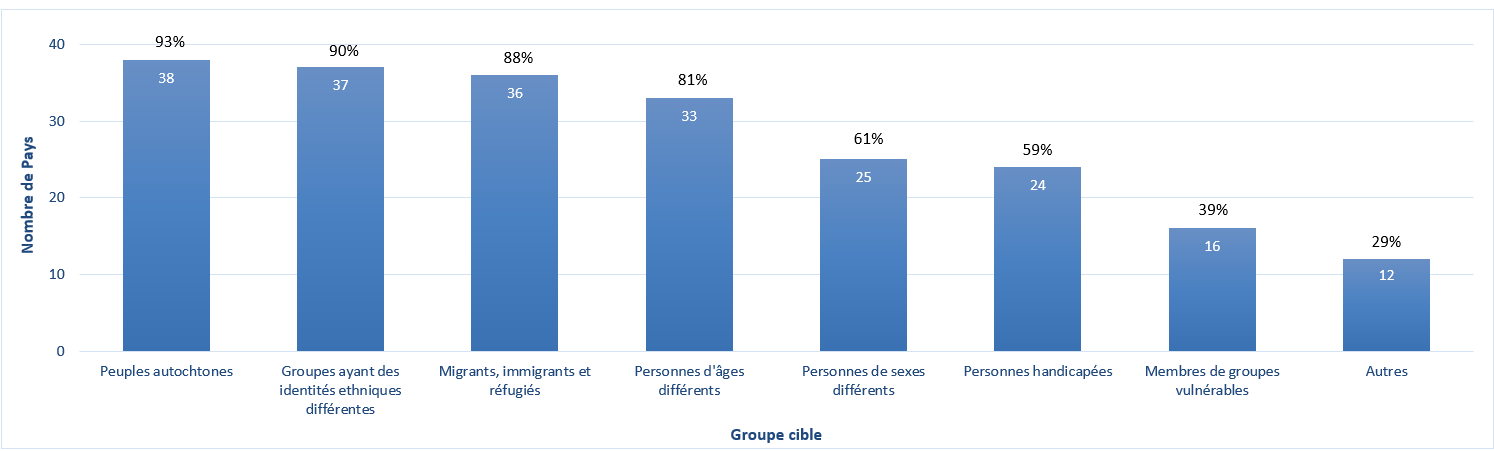 Nombre de Pays
40
30
20
10
0
93%
90%
88%
81%
61%
59%
39%
29%
38
37
36
33
25
24
16
12
Peuples autochtones
Groupes ayant des
identités ethniques
différentes
Migrants, immigrants et
réfugiés
Personnes d'âges
différents
Personnes de sexes
différents
Personnes handicapées
Membres de groupes
vulnérables
Autres
Groupe cible